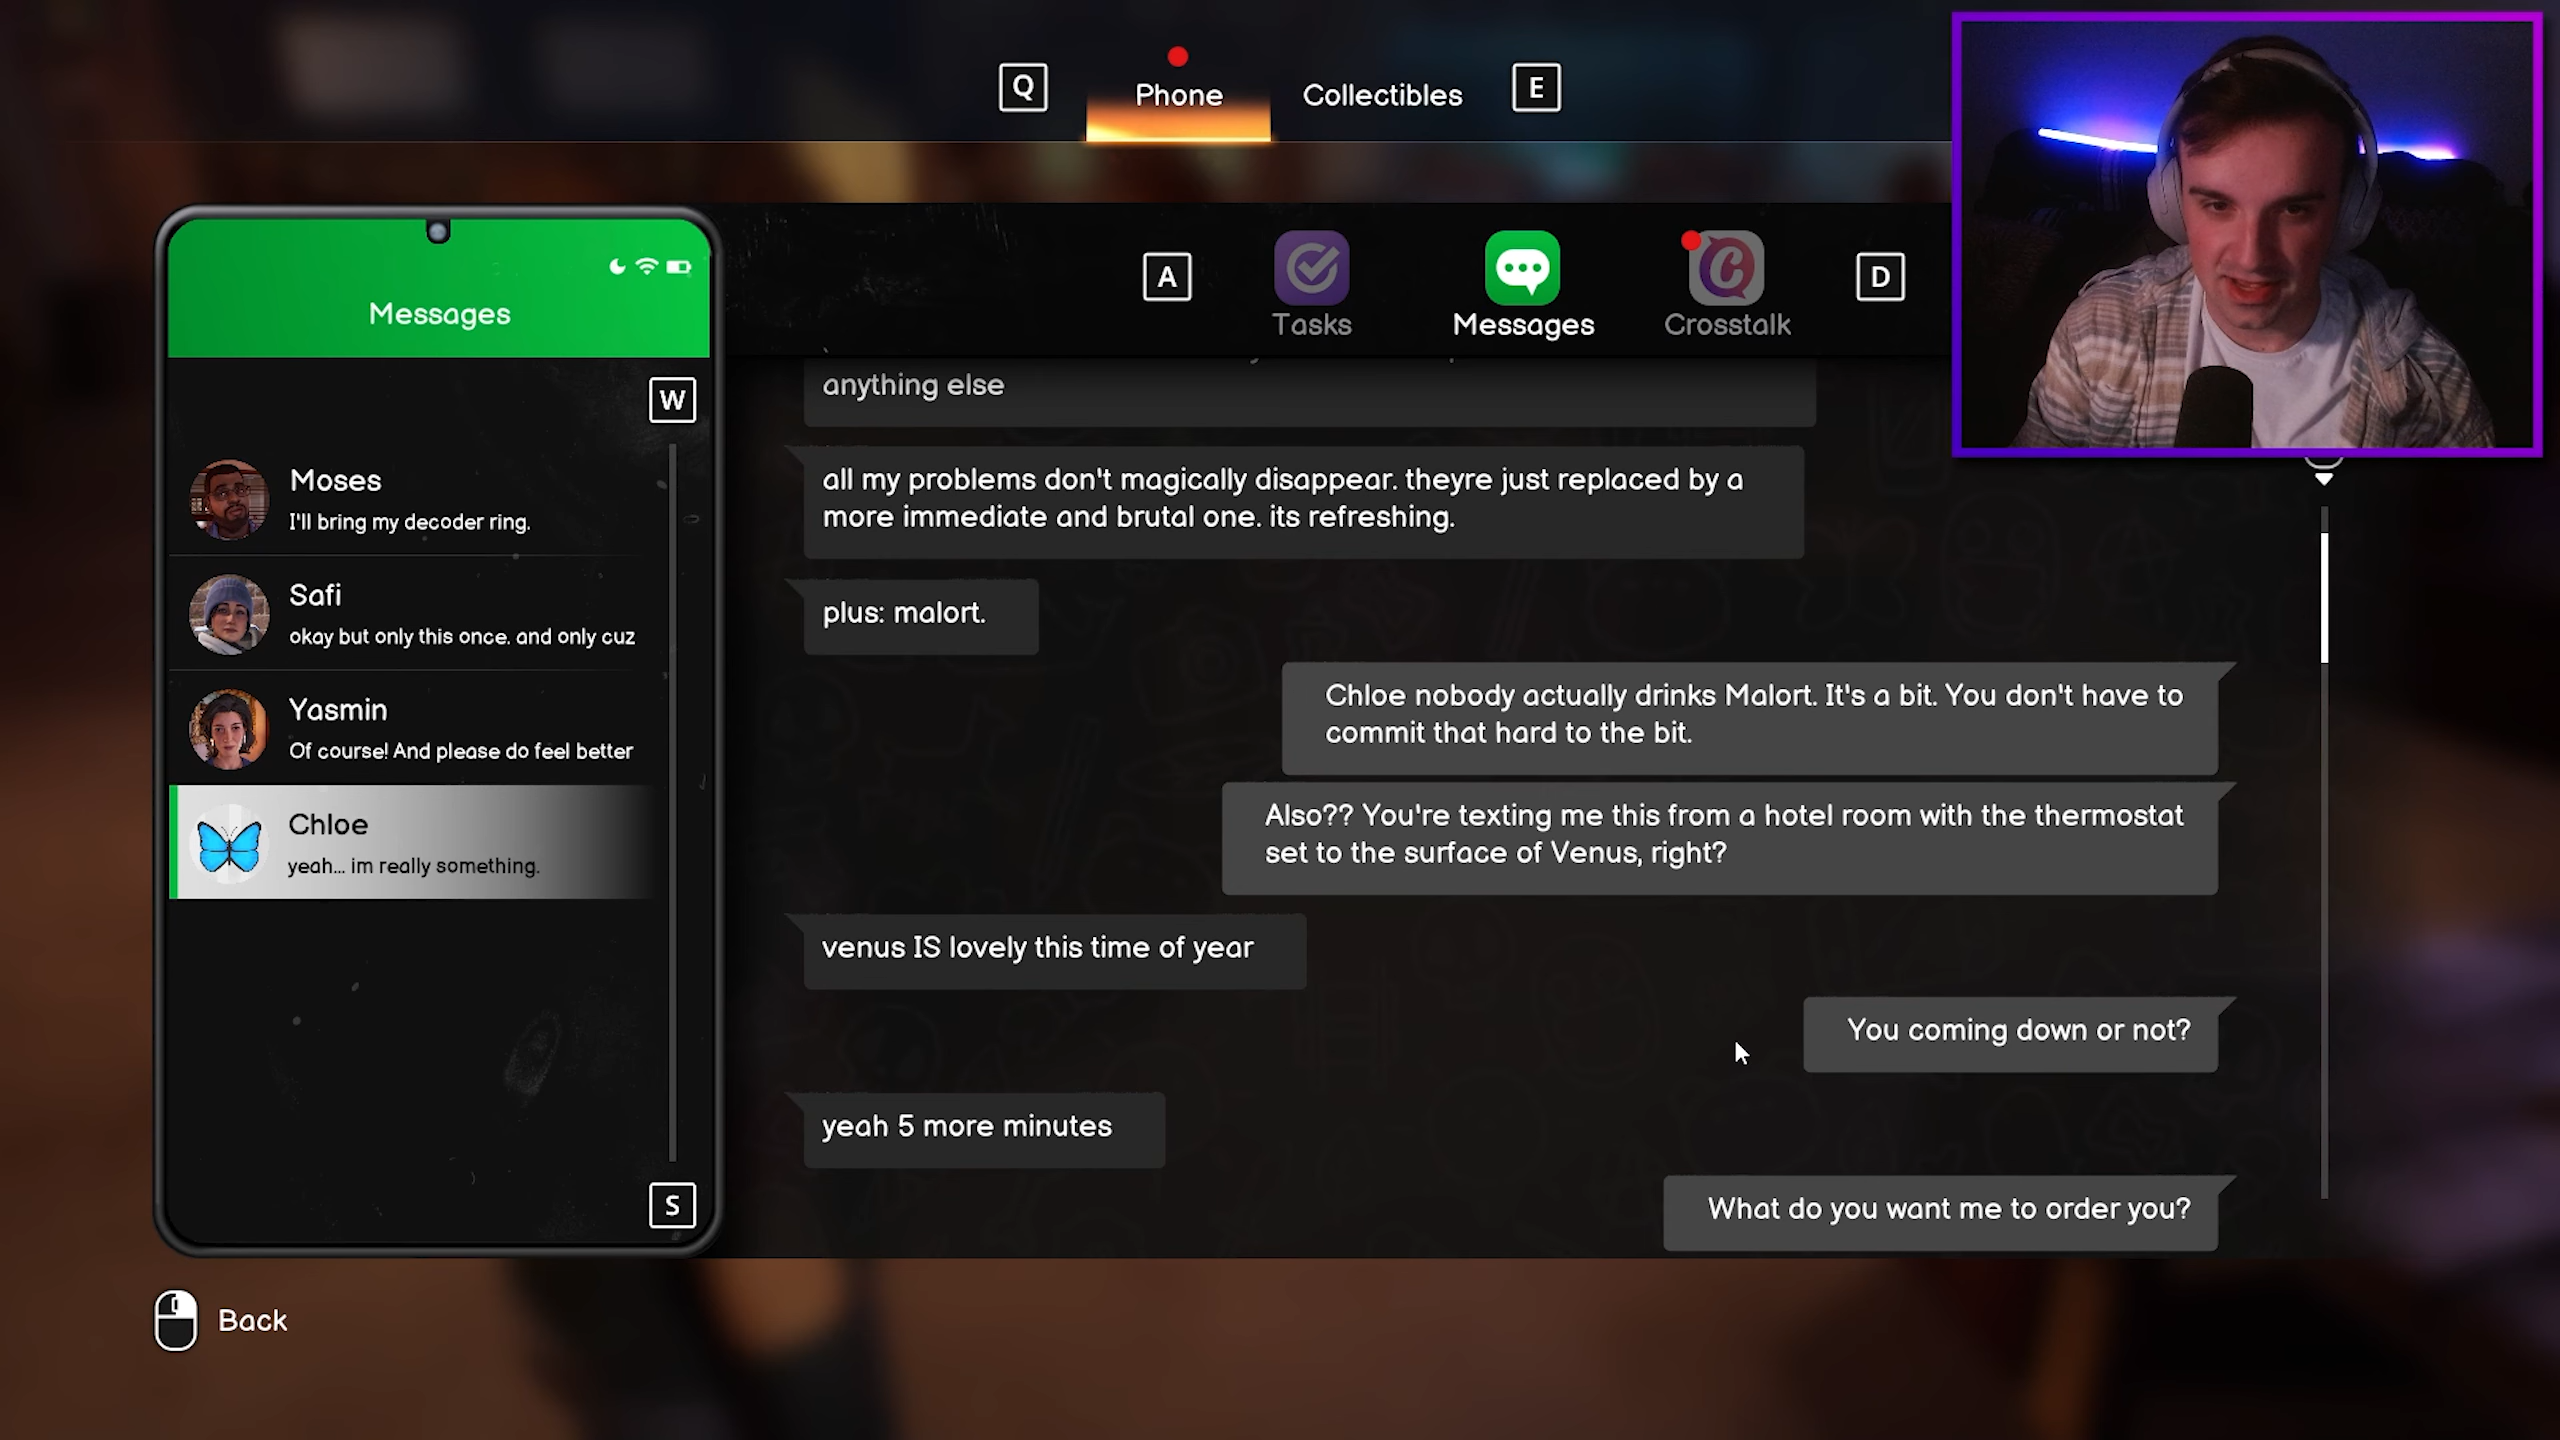 Q
Phone
Collectibles
E
Messages
W
Moses
I'll bring my decoder ring.
Safi
okay but only this once. and only cuz
Yasmin
Of course! And please do feel better
Chloe
yeah... im really something.
S
A
Tasks
Messages
Crosstalk
D
anything else
all my problems don't magically disappear. theyre just replaced by a
more immediate and brutal one. its refreshing.
plus: malort.
Chloe nobody actually drinks Malort. It's a bit. You don't have to
commit that hard to the bit.
Also?? You're texting me this from a hotel room with the thermostat
set to the surface of Venus, right?
venus IS lovely this time of year
You coming down or not?
yeah 5 more minutes
What do you want me to order you?
Back